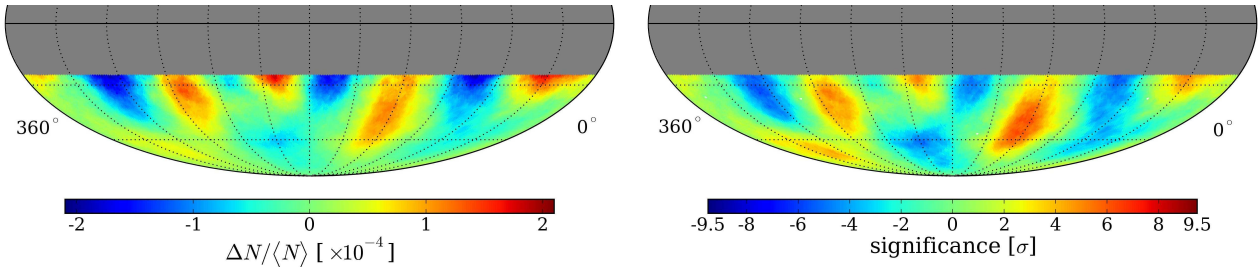 360° 0° 360° 0°
-2 -1 0 1 2 -9.5 -8 -6 -4 -2 0 2 4 6 8 9.5
ΔN/⟨N⟩ [ ×10⁻⁴ ] significance [σ]